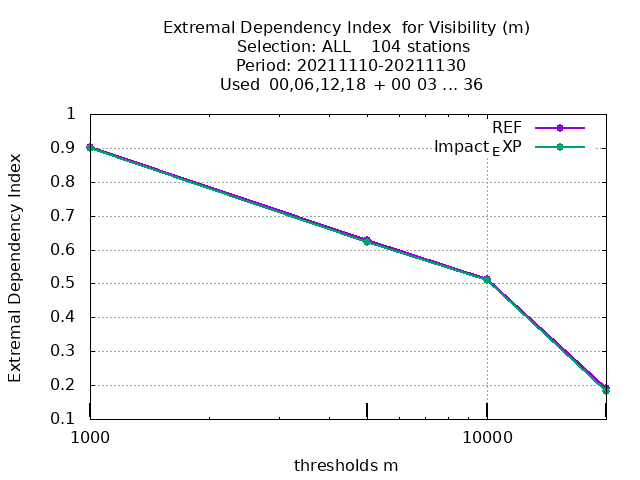 Extremal Dependency Index  for Visibility (m)
Selection: ALL    104 stations
Period: 20211110-20211130
Used  00,06,12,18  + 00 03 ... 36
REF
Impact_EXP
Extremal Dependency Index
1
0.9
0.8
0.7
0.6
0.5
0.4
0.3
0.2
0.1
1000
10000
thresholds m